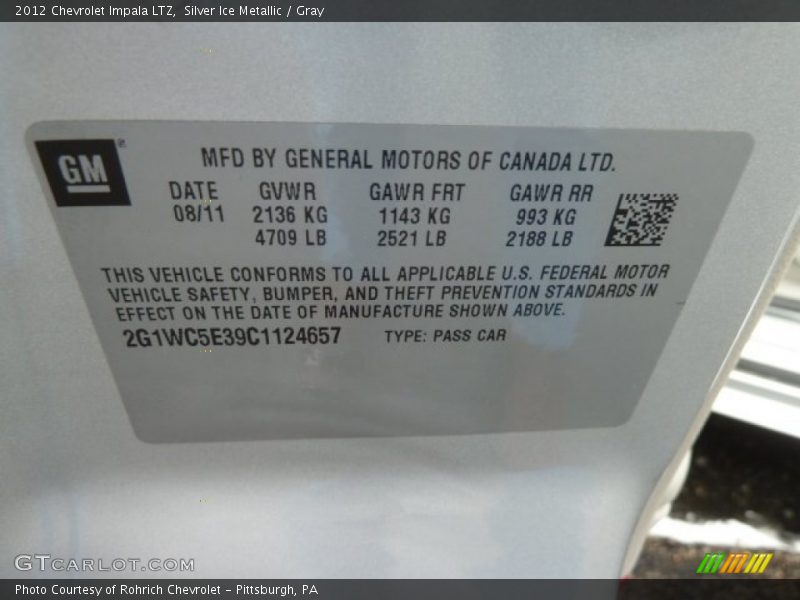 2012 Chevrolet Impala LTZ, Silver Ice Metallic / Gray
GM
MFD BY GENERAL MOTORS OF CANADA LTD.
DATE GVWR GAWR FRT GAWR RR
08/11 2136 KG 1143 KG 993 KG
4709 LB 2521 LB 2188 LB
THIS VEHICLE CONFORMS TO ALL APPLICABLE U.S. FEDERAL MOTOR
VEHICLE SAFETY, BUMPER, AND THEFT PREVENTION STANDARDS IN
EFFECT ON THE DATE OF MANUFACTURE SHOWN ABOVE.
2G1WC5E39C1124657 TYPE: PASS CAR
GTCARLOT.COM
Photo Courtesy of Rohrich Chevrolet - Pittsburgh, PA